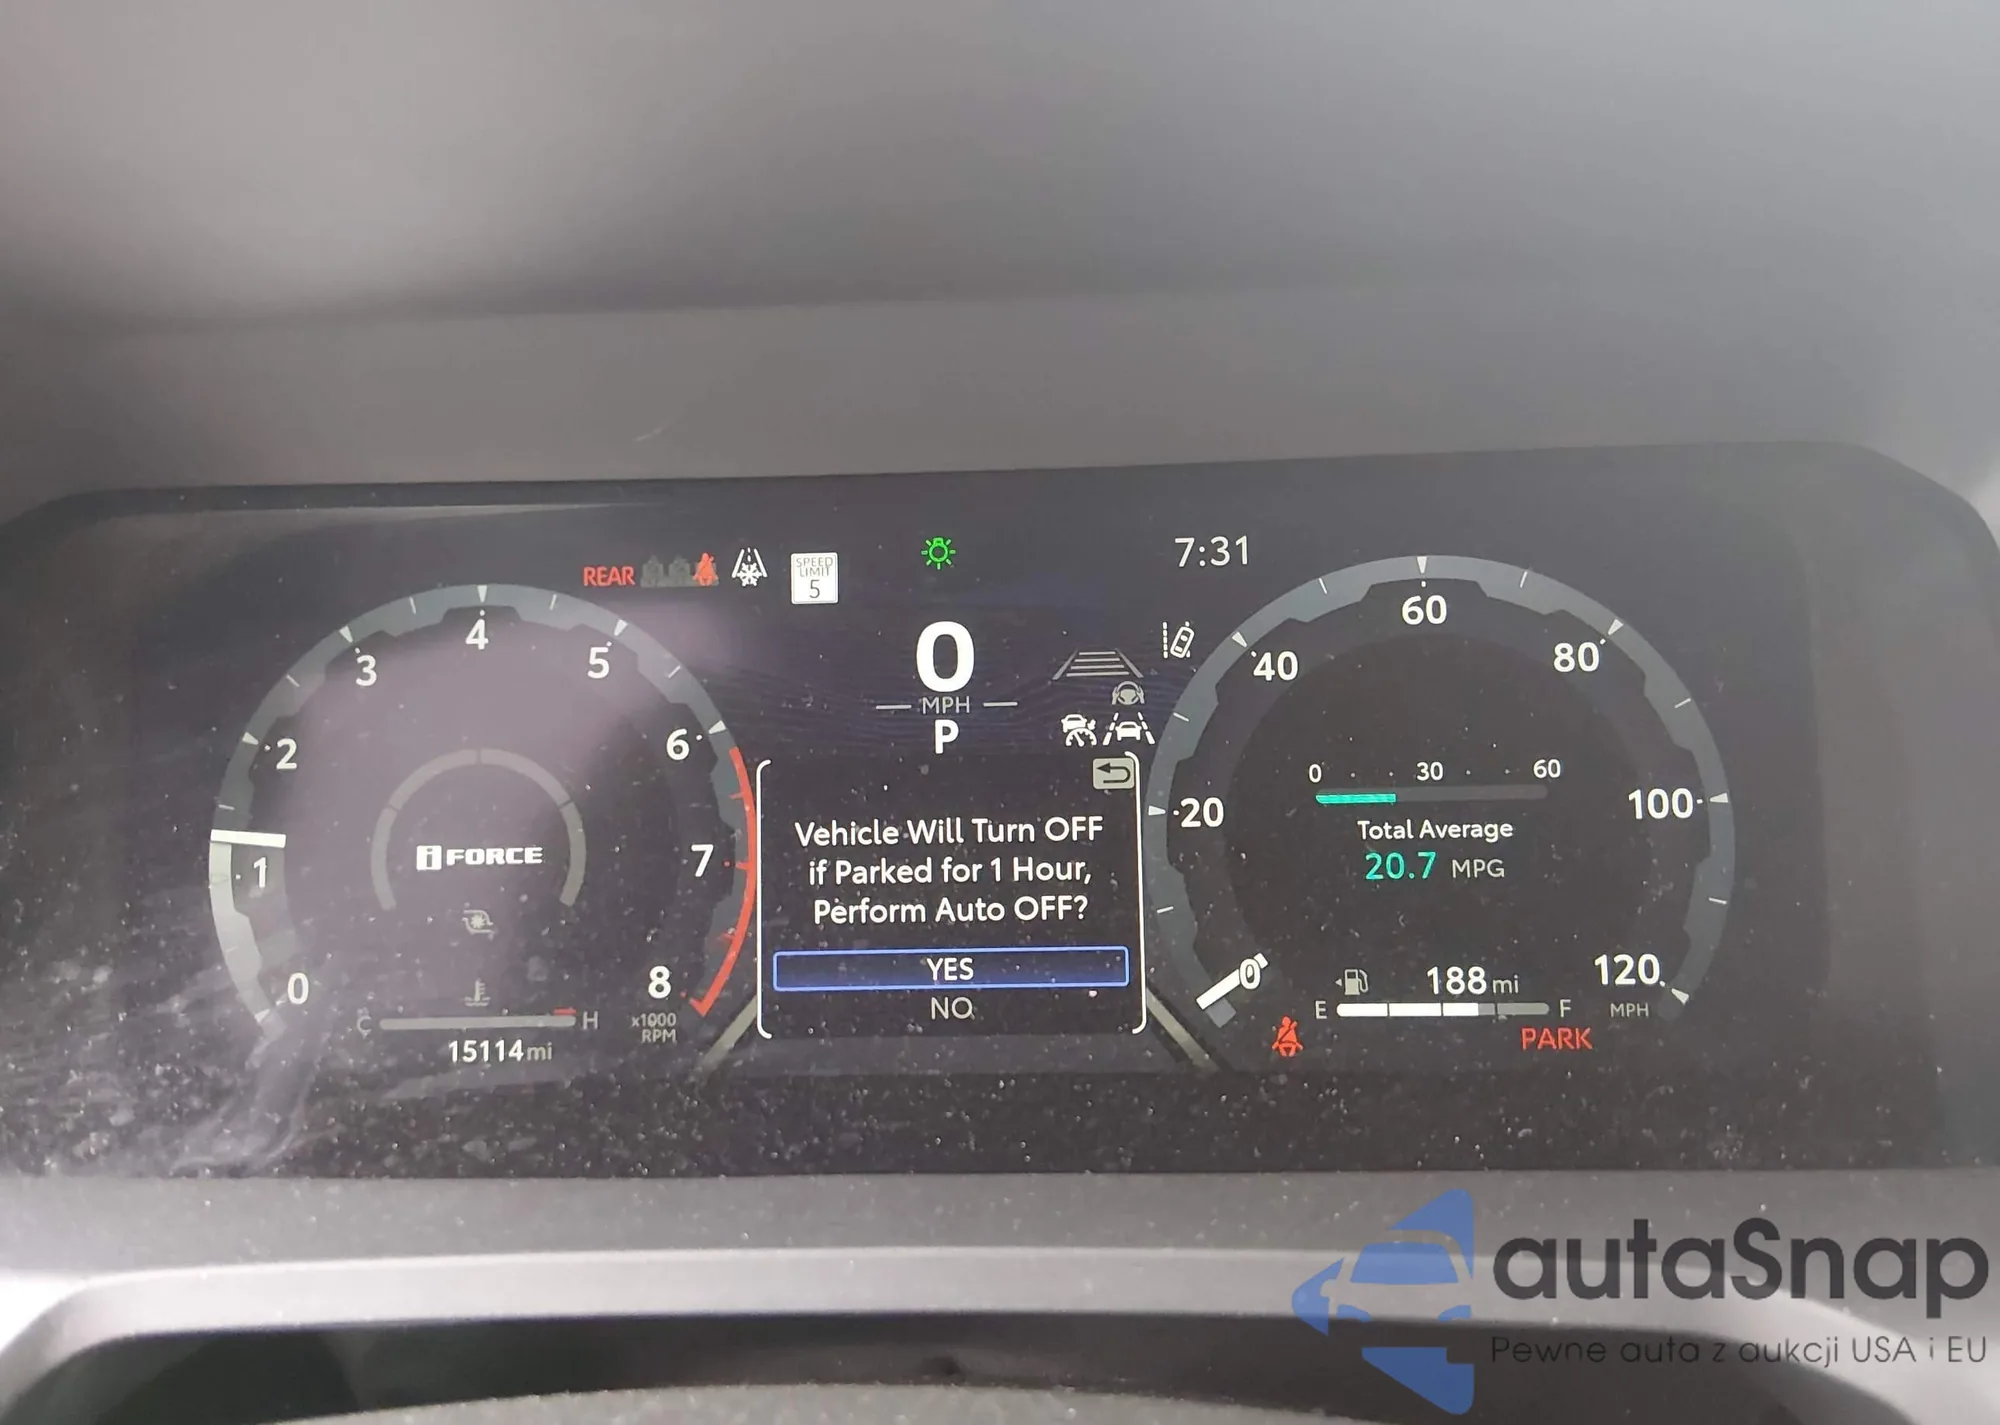 REAR
SPEED
LIMIT
5
7:31
0
MPH
P
0
1
2
3
4
5
6
7
8
x1000
RPM
iFORCE
C
H
15114 mi
Vehicle Will Turn OFF
if Parked for 1 Hour,
Perform Auto OFF?
YES
NO
0
20
40
60
80
100
120
MPH
0 30 60
Total Average
20.7 MPG
188 mi
E
F
PARK
autaSnap
Pewne auta z aukcji USA i EU